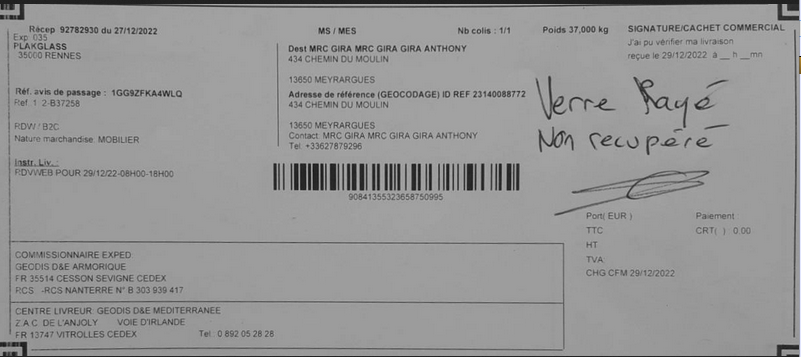 Récep 92782930 du 27/12/2022
Exp. 035
PLAKGLASS
35000 RENNES
Réf. avis de passage : 1GG9ZFKA4WLQ
Ref. 1 2-B37258
RDW / B2C
Nature marchandise: MOBILIER
Instr. Liv. :
RDVWEB POUR 29/12/22-08H00-18H00
MS / MES
Nb colis : 1/1
Poids 37,000 kg
Dest MRC GIRA MRC GIRA GIRA ANTHONY
434 CHEMIN DU MOULIN
13650 MEYRARGUES
Adresse de référence (GEOCODAGE) ID REF 23140088772
434 CHEMIN DU MOULIN
13650 MEYRARGUES
Contact: MRC GIRA MRC GIRA GIRA ANTHONY
Tel. +33627879296
90841355323658750995
SIGNATURE/CACHET COMMERCIAL
J'ai pu vérifier ma livraison
reçue le 29/12/2022 à __ h __mn
Verre Rayé
Non recupéré
Port( EUR ) Paiement
TTC CRT( ) 0.00
HT
TVA
CHG CFM 29/12/2022
COMMISSIONNAIRE EXPED:
GEODIS D&E ARMORIQUE
FR 35514 CESSON SEVIGNE CEDEX
RCS -RCS NANTERRE N° B 303 939 417
CENTRE LIVREUR: GEODIS D&E MEDITERRANEE
Z.A.C. DE L'ANJOLY VOIE D'IRLANDE
FR 13747 VITROLLES CEDEX Tel : 0 892 05 28 28